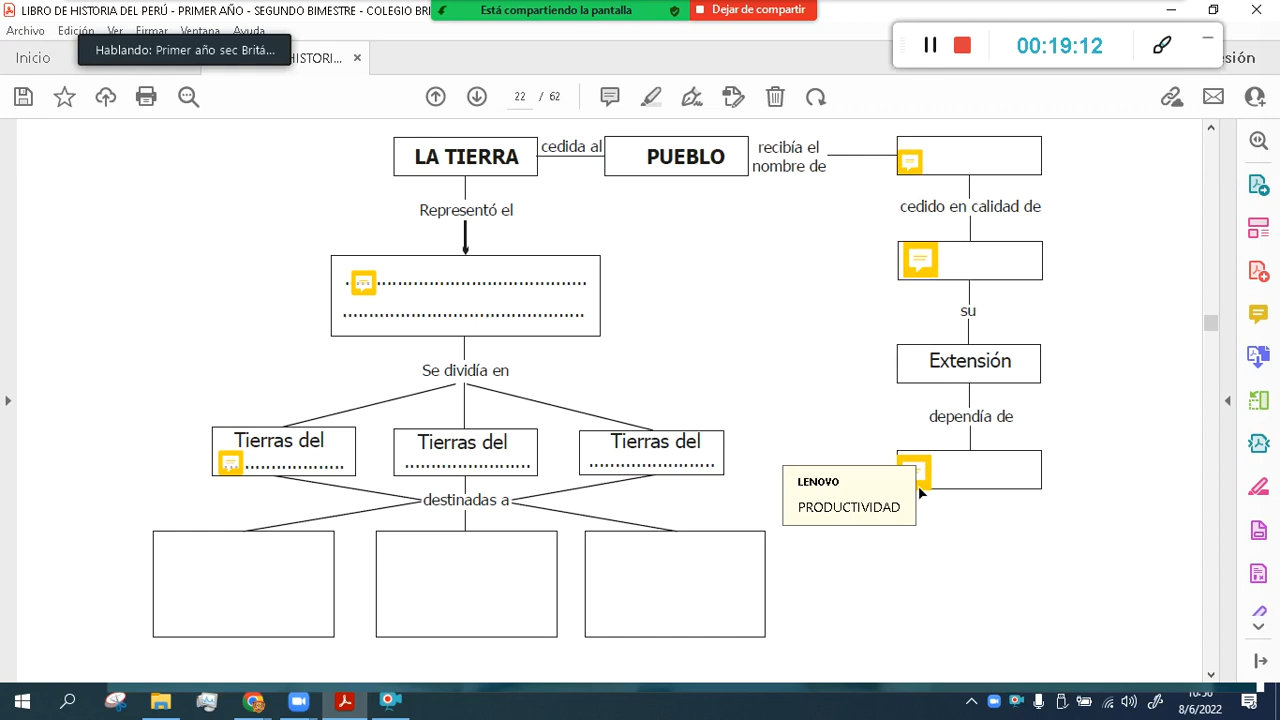 LIBRO DE HISTORIA DEL PERÚ - PRIMER AÑO - SEGUNDO BIMESTRE - COLEGIO BRI
Está compartiendo la pantalla
Dejar de compartir
Archivo Edición Ver Firmar Ventana Ayuda
Hablando: Primer año sec Britá...
00:19:12
Inicio
HISTORI...
esión
22 / 62
LA TIERRA
cedida al
PUEBLO
recibía el
nombre de
Representó el
cedido en calidad de
su
Extensión
Se dividía en
dependía de
Tierras del
Tierras del
Tierras del
destinadas a
LENOVO
PRODUCTIVIDAD
8/6/2022